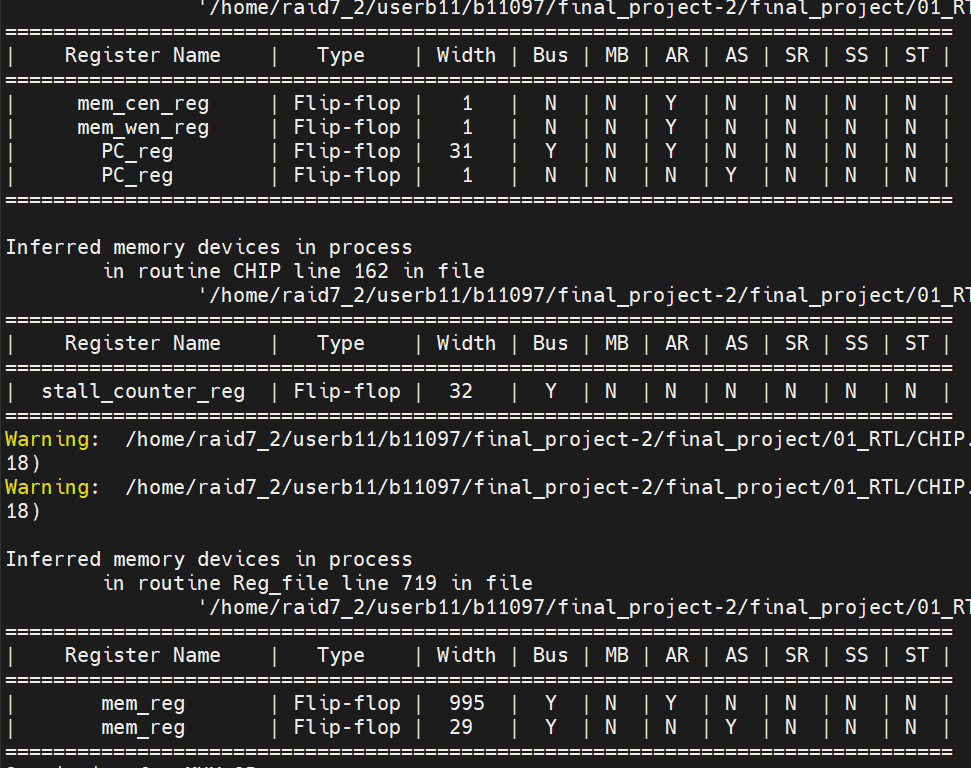 '/home/raid7_2/userb11/b11097/final_project-2/final_project/01_RT
===============================================================================
|    Register Name    |   Type    | Width | Bus | MB | AR | AS | SR | SS | ST |
===============================================================================
|     mem_cen_reg     | Flip-flop |   1   |  N  | N  | Y  | N  | N  | N  | N  |
|     mem_wen_reg     | Flip-flop |   1   |  N  | N  | Y  | N  | N  | N  | N  |
|       PC_reg        | Flip-flop |  31   |  Y  | N  | Y  | N  | N  | N  | N  |
|       PC_reg        | Flip-flop |   1   |  N  | N  | N  | Y  | N  | N  | N  |
===============================================================================
Inferred memory devices in process
in routine CHIP line 162 in file
'/home/raid7_2/userb11/b11097/final_project-2/final_project/01_RT
===============================================================================
|    Register Name    |   Type    | Width | Bus | MB | AR | AS | SR | SS | ST |
===============================================================================
|  stall_counter_reg  | Flip-flop |  32   |  Y  | N  | N  | N  | N  | N  | N  |
===============================================================================
Warning:  /home/raid7_2/userb11/b11097/final_project-2/final_project/01_RTL/CHIP.
18)
Warning:  /home/raid7_2/userb11/b11097/final_project-2/final_project/01_RTL/CHIP.
18)
Inferred memory devices in process
in routine Reg_file line 719 in file
'/home/raid7_2/userb11/b11097/final_project-2/final_project/01_RT
===============================================================================
|    Register Name    |   Type    | Width | Bus | MB | AR | AS | SR | SS | ST |
===============================================================================
|       mem_reg       | Flip-flop |  995  |  Y  | N  | Y  | N  | N  | N  | N  |
|       mem_reg       | Flip-flop |  29   |  Y  | N  | N  | Y  | N  | N  | N  |
===============================================================================